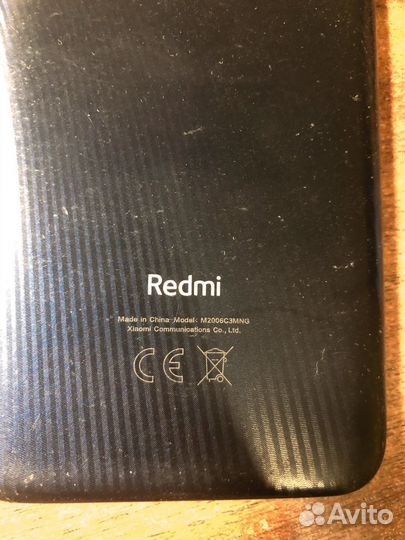 Redmi
Made in China Model: M2006C3MNG
Xiaomi Communications Co., Ltd.
CE
Avito